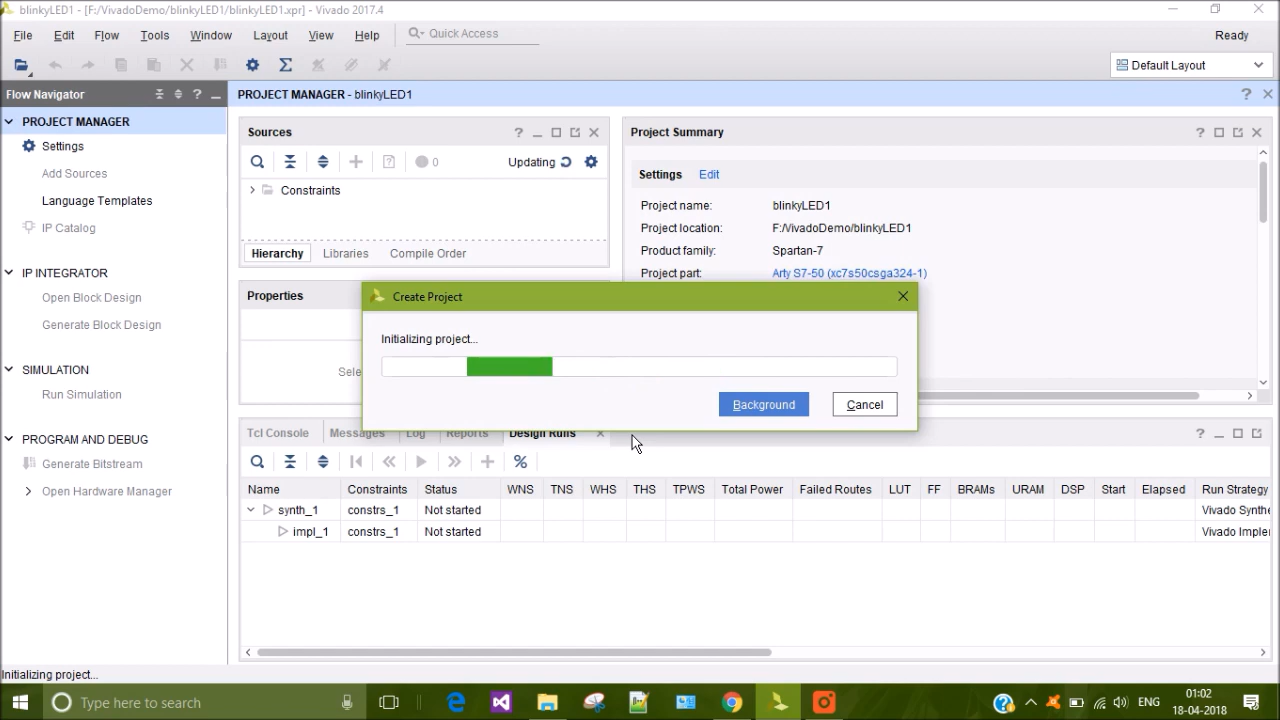 blinkyLED1 - [F:/VivadoDemo/blinkyLED1/blinkyLED1.xpr] - Vivado 2017.4
File Edit Flow Tools Window Layout View Help Quick Access Ready
Default Layout
Flow Navigator
PROJECT MANAGER - blinkyLED1
PROJECT MANAGER
Settings
Add Sources
Language Templates
IP Catalog
IP INTEGRATOR
Open Block Design
Generate Block Design
SIMULATION
Run Simulation
PROGRAM AND DEBUG
Generate Bitstream
Open Hardware Manager
Sources
0 Updating
Constraints
Hierarchy Libraries Compile Order
Properties
Sele
Project Summary
Settings Edit
Project name: blinkyLED1
Project location: F:/VivadoDemo/blinkyLED1
Product family: Spartan-7
Project part: Arty S7-50 (xc7s50csga324-1)
Create Project
Initializing project...
Background Cancel
Tcl Console Messages Log Reports Design Runs
Name Constraints Status WNS TNS WHS THS TPWS Total Power Failed Routes LUT FF BRAMs URAM DSP Start Elapsed Run Strategy
synth_1 constrs_1 Not started Vivado Synthe
impl_1 constrs_1 Not started Vivado Implem
Initializing project...
Type here to search
ENG
01:02
18-04-2018